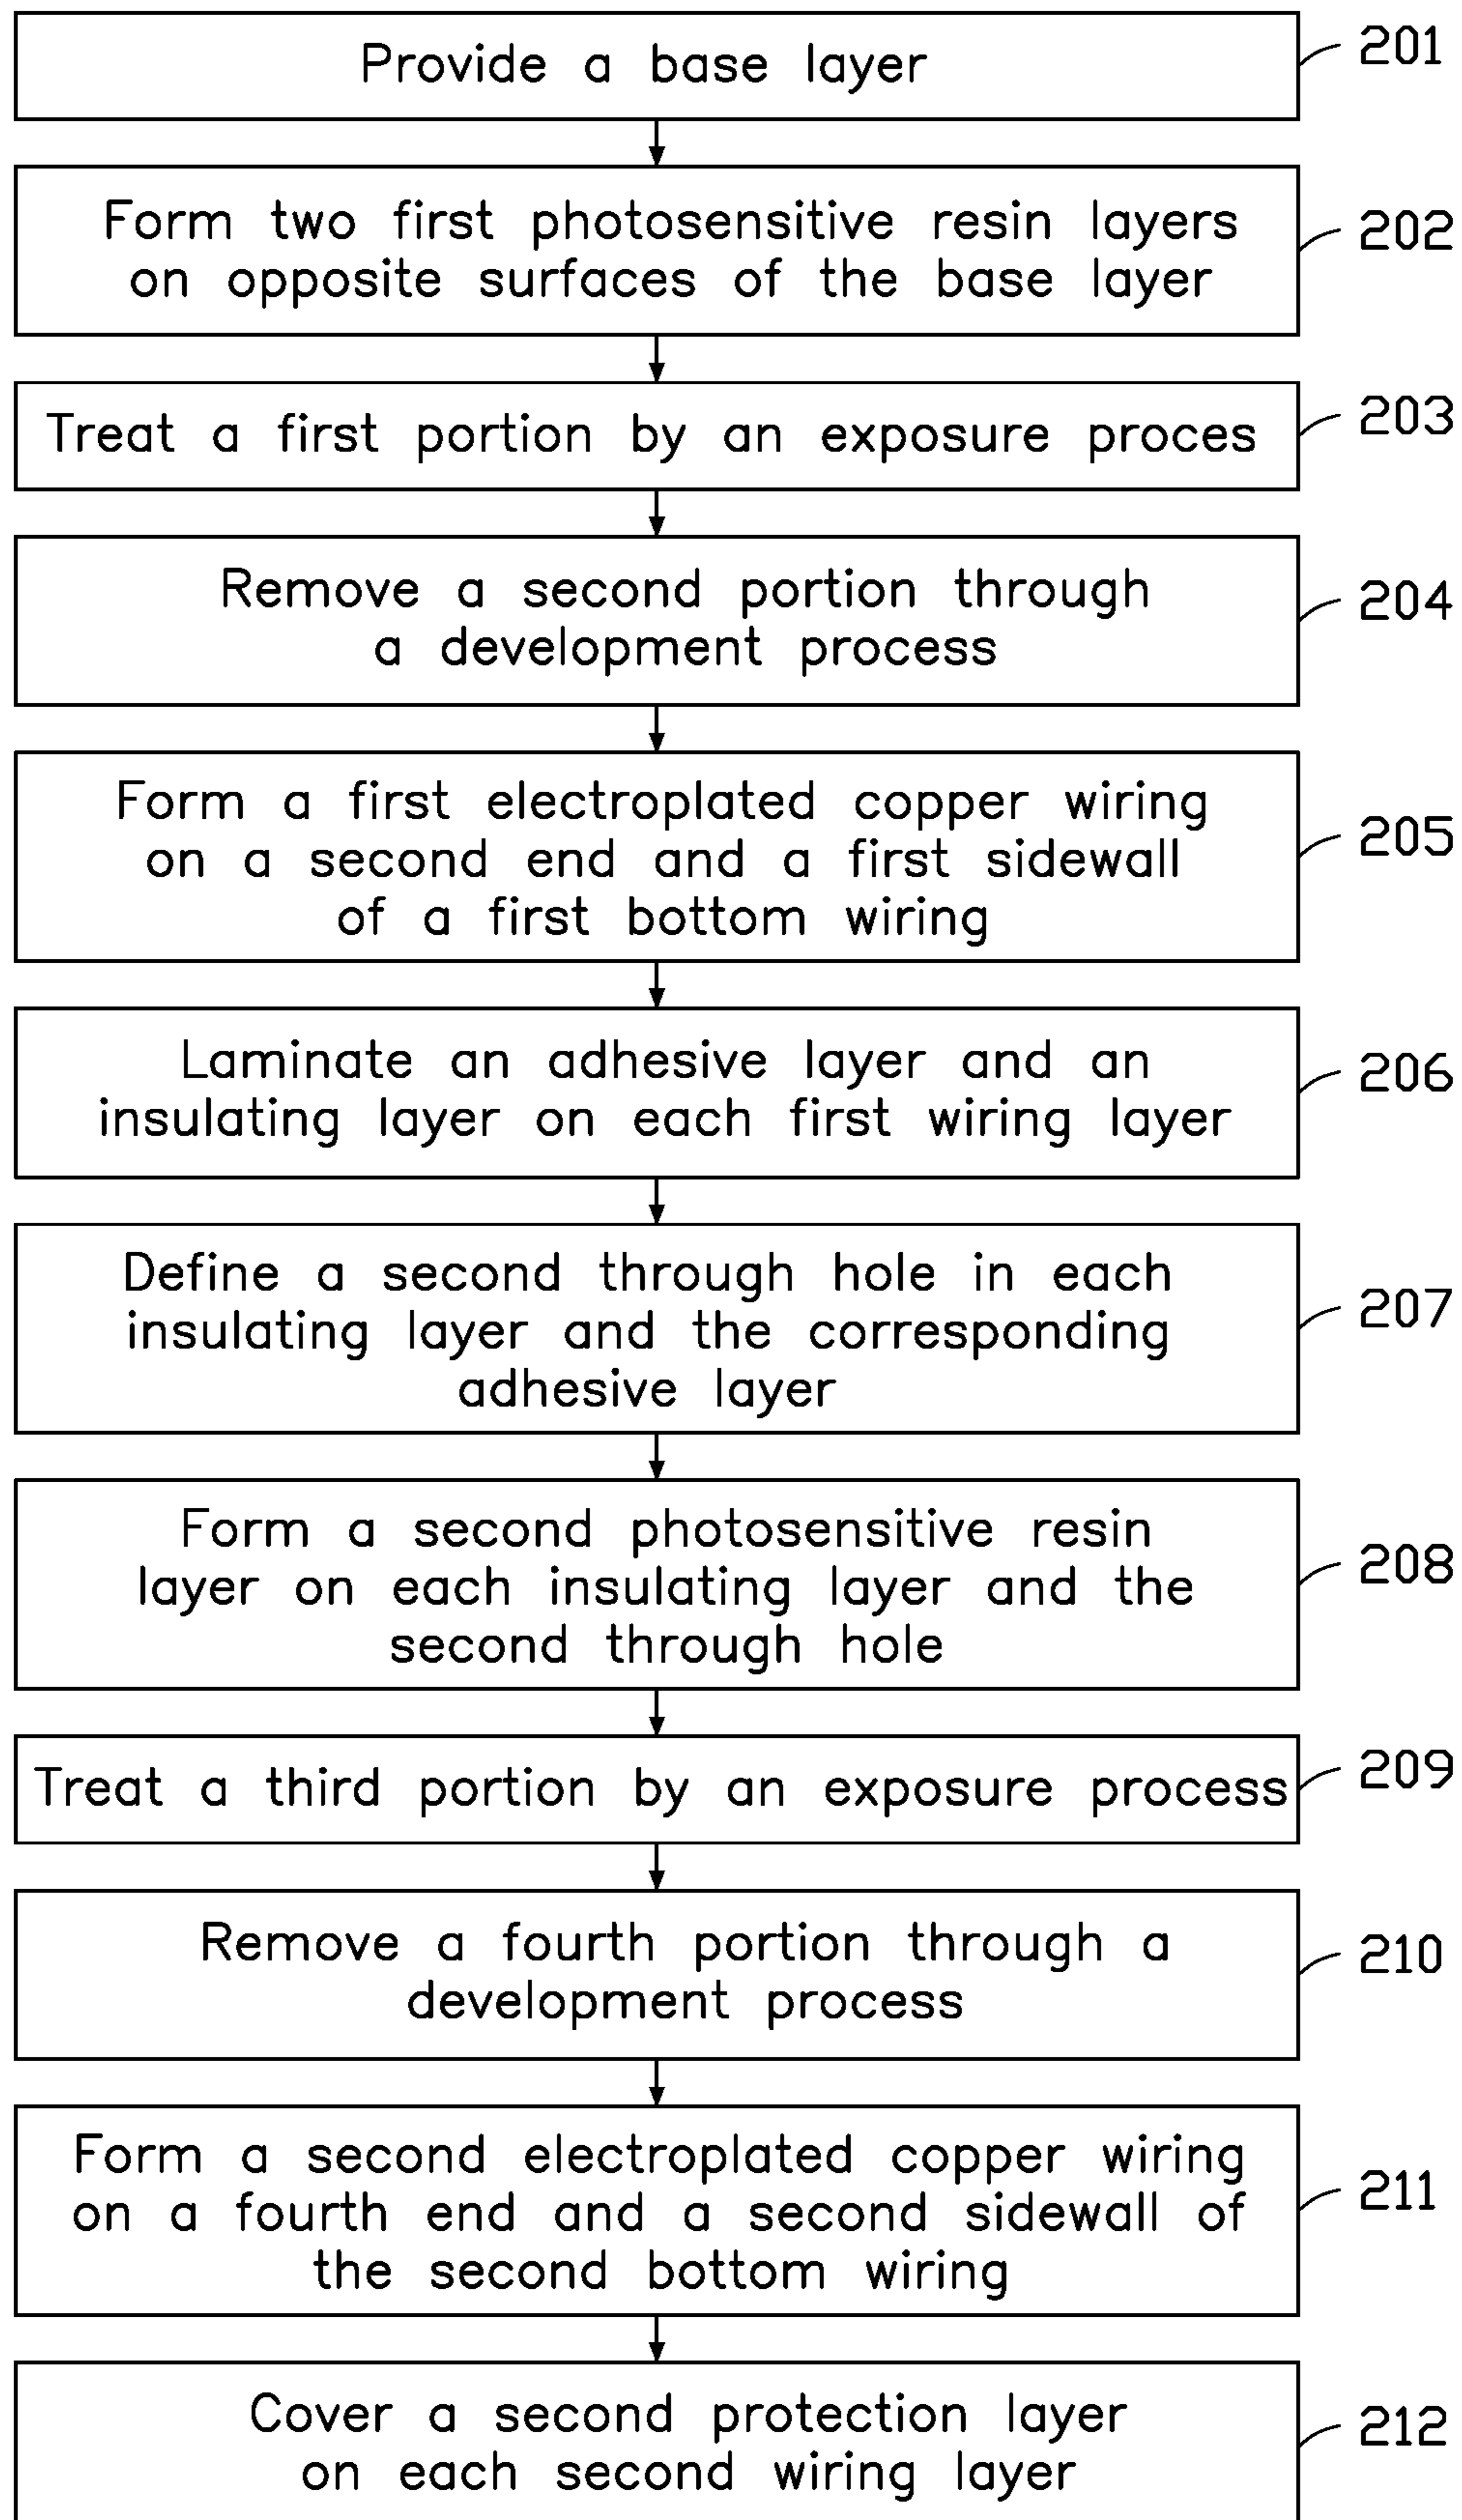 Provide a base layer
201
Form two first photosensitive resin layers
on opposite surfaces of the base layer
202
Treat a first portion by an exposure proces
203
Remove a second portion through
a development process
204
Form a first electroplated copper wiring
on a second end and a first sidewall
of a first bottom wiring
205
Laminate an adhesive layer and an
insulating layer on each first wiring layer
206
Define a second through hole in each
insulating layer and the corresponding
adhesive layer
207
Form a second photosensitive resin
layer on each insulating layer and the
second through hole
208
Treat a third portion by an exposure process
209
Remove a fourth portion through a
development process
210
Form a second electroplated copper wiring
on a fourth end and a second sidewall of
the second bottom wiring
211
Cover a second protection layer
on each second wiring layer
212